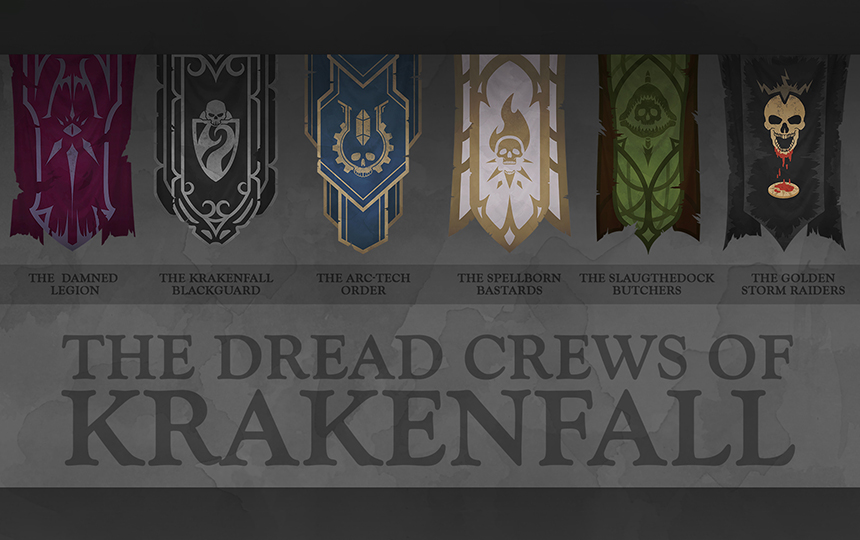 THE DAMNED
LEGION
THE KRAKENFALL
BLACKGUARD
THE ARC-TECH
ORDER
THE SPELLBORN
BASTARDS
THE SLAUGTHEDOCK
BUTCHERS
THE GOLDEN
STORM RAIDERS
THE DREAD CREWS OF
KRAKENFALL